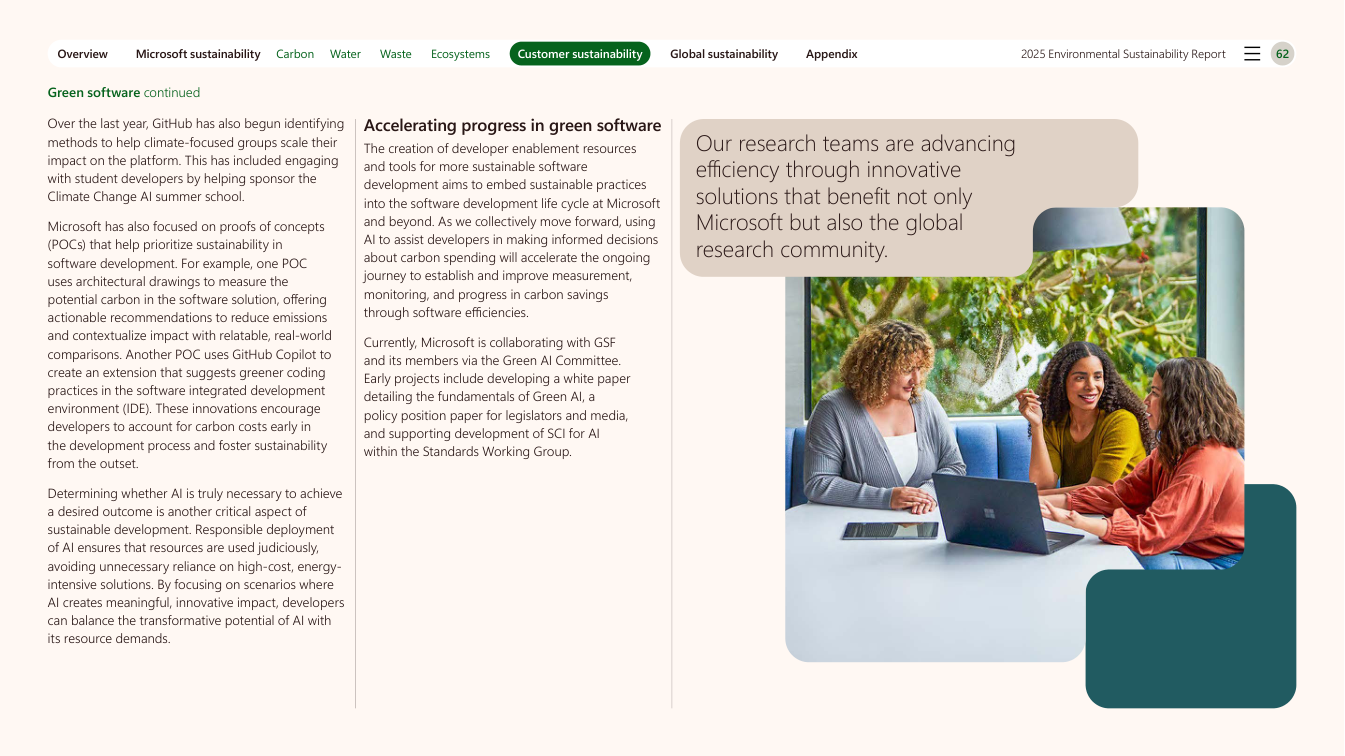 Overview Microsoft sustainability Carbon Water Waste Ecosystems Customer sustainability Global sustainability Appendix 2025 Environmental Sustainability Report 62
Green software continued
Over the last year, GitHub has also begun identifying
methods to help climate-focused groups scale their
impact on the platform. This has included engaging
with student developers by helping sponsor the
Climate Change AI summer school.
Microsoft has also focused on proofs of concepts
(POCs) that help prioritize sustainability in
software development. For example, one POC
uses architectural drawings to measure the
potential carbon in the software solution, offering
actionable recommendations to reduce emissions
and contextualize impact with relatable, real-world
comparisons. Another POC uses GitHub Copilot to
create an extension that suggests greener coding
practices in the software integrated development
environment (IDE). These innovations encourage
developers to account for carbon costs early in
the development process and foster sustainability
from the outset.
Determining whether AI is truly necessary to achieve
a desired outcome is another critical aspect of
sustainable development. Responsible deployment
of AI ensures that resources are used judiciously,
avoiding unnecessary reliance on high-cost, energy-
intensive solutions. By focusing on scenarios where
AI creates meaningful, innovative impact, developers
can balance the transformative potential of AI with
its resource demands.
Accelerating progress in green software
The creation of developer enablement resources
and tools for more sustainable software
development aims to embed sustainable practices
into the software development life cycle at Microsoft
and beyond. As we collectively move forward, using
AI to assist developers in making informed decisions
about carbon spending will accelerate the ongoing
journey to establish and improve measurement,
monitoring, and progress in carbon savings
through software efficiencies.
Currently, Microsoft is collaborating with GSF
and its members via the Green AI Committee.
Early projects include developing a white paper
detailing the fundamentals of Green AI, a
policy position paper for legislators and media,
and supporting development of SCI for AI
within the Standards Working Group.
Our research teams are advancing
efficiency through innovative
solutions that benefit not only
Microsoft but also the global
research community.